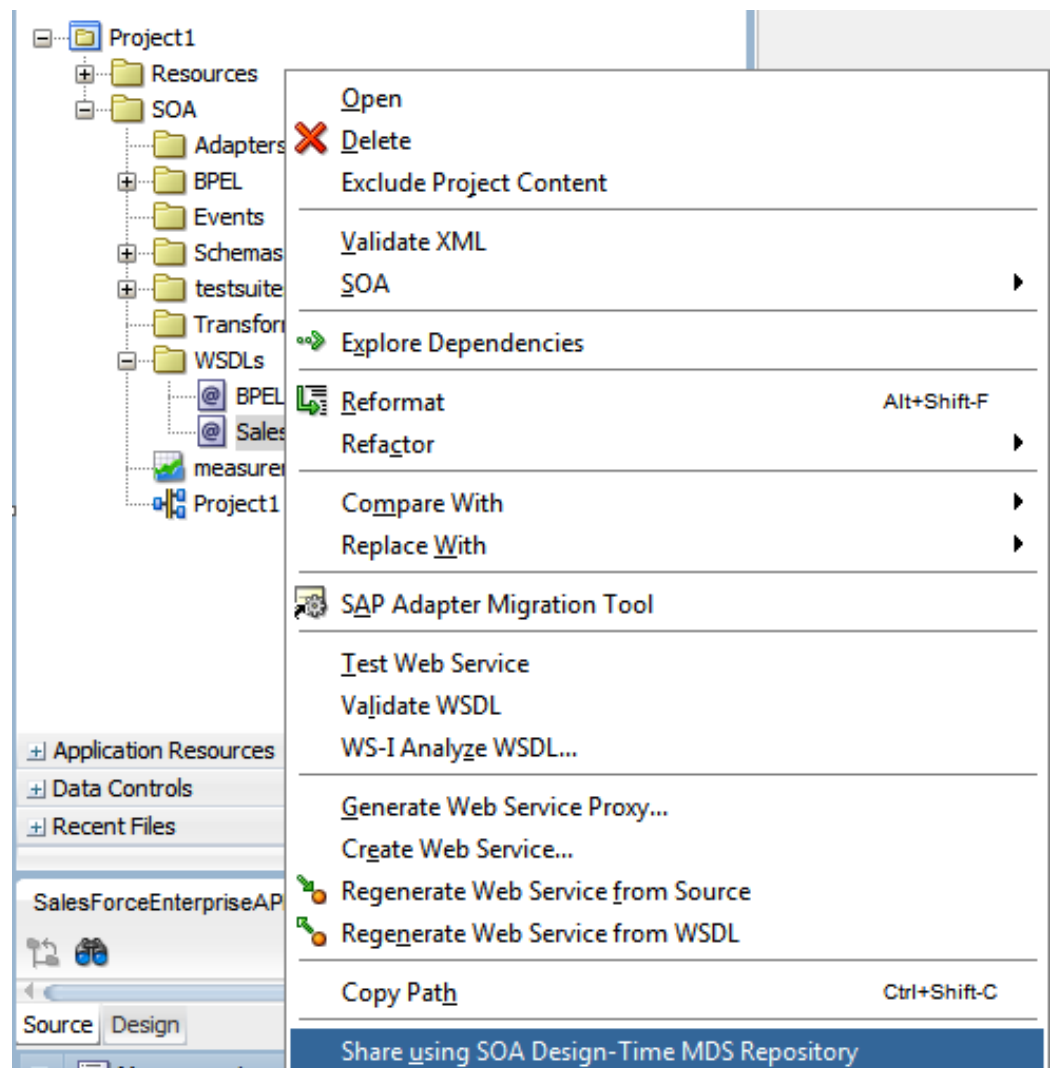 Project1
Resources
SOA
Adapters
BPEL
Events
Schemas
testsuite
Transfor
WSDLs
BPEL
Sales
measure
Project1
Application Resources
Data Controls
Recent Files
SalesForceEnterpriseAP
Source Design
Open
Delete
Exclude Project Content
Validate XML
SOA
Explore Dependencies
Reformat Alt+Shift-F
Refactor
Compare With
Replace With
SAP Adapter Migration Tool
Test Web Service
Validate WSDL
WS-I Analyze WSDL...
Generate Web Service Proxy...
Create Web Service...
Regenerate Web Service from Source
Regenerate Web Service from WSDL
Copy Path Ctrl+Shift-C
Share using SOA Design-Time MDS Repository